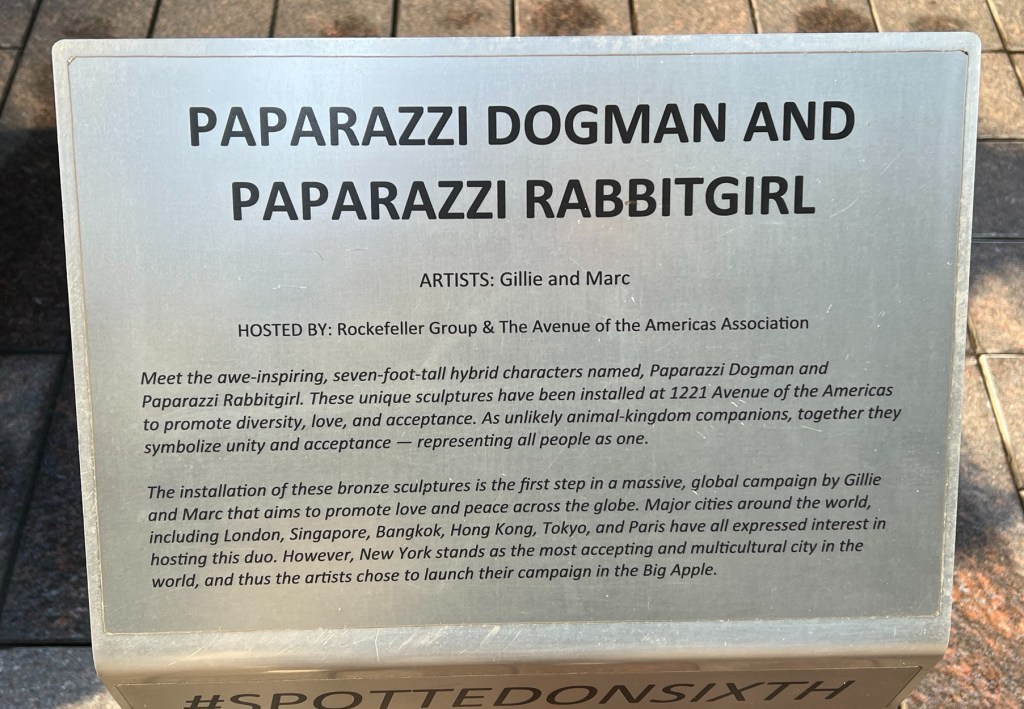 PAPARAZZI DOGMAN AND
PAPARAZZI RABBITGIRL
ARTISTS: Gillie and Marc
HOSTED BY: Rockefeller Group & The Avenue of the Americas Association
Meet the awe-inspiring, seven-foot-tall hybrid characters named, Paparazzi Dogman and
Paparazzi Rabbitgirl. These unique sculptures have been installed at 1221 Avenue of the Americas
to promote diversity, love, and acceptance. As unlikely animal-kingdom companions, together they
symbolize unity and acceptance — representing all people as one.
The installation of these bronze sculptures is the first step in a massive, global campaign by Gillie
and Marc that aims to promote love and peace across the globe. Major cities around the world,
including London, Singapore, Bangkok, Hong Kong, Tokyo, and Paris have all expressed interest in
hosting this duo. However, New York stands as the most accepting and multicultural city in the
world, and thus the artists chose to launch their campaign in the Big Apple.
#SPOTTEDONSIXTH